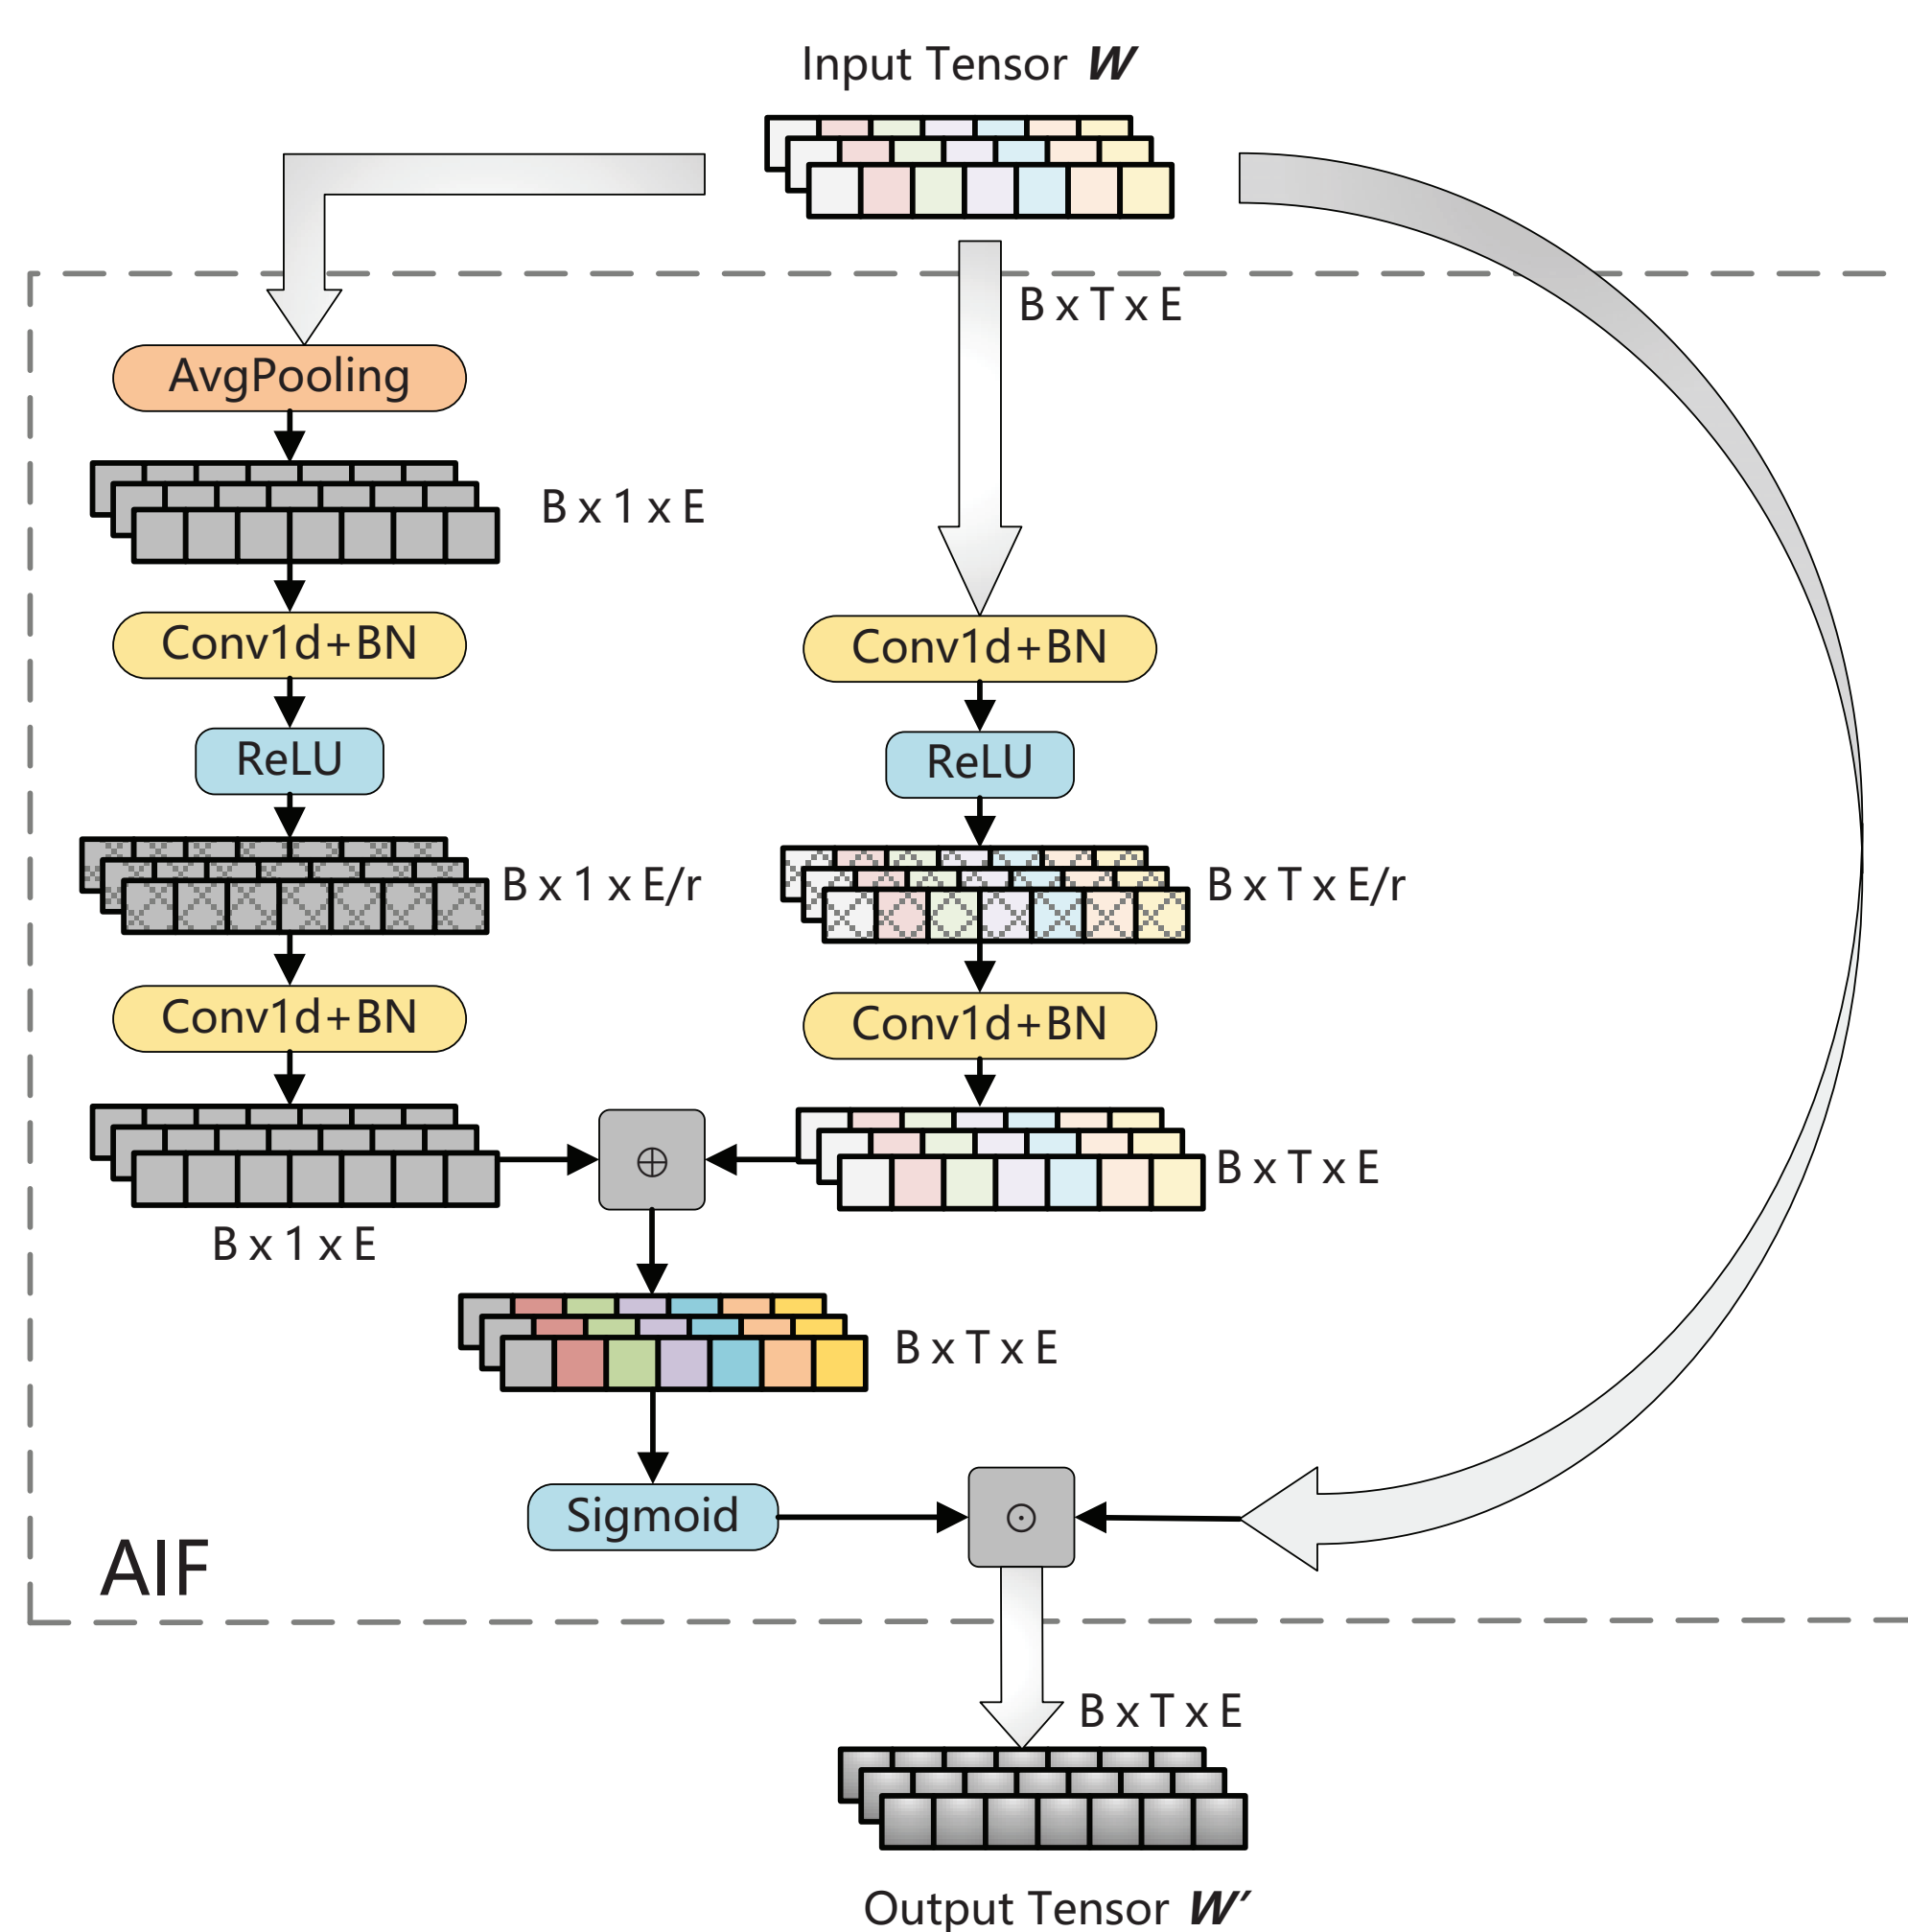 Input Tensor W
B x T x E
AvgPooling
B x 1 x E
Conv1d+BN
Conv1d+BN
ReLU
ReLU
B x 1 x E/r
B x T x E/r
Conv1d+BN
Conv1d+BN
⊕
B x T x E
B x 1 x E
B x T x E
Sigmoid
⊙
AIF
B x T x E
Output Tensor W′